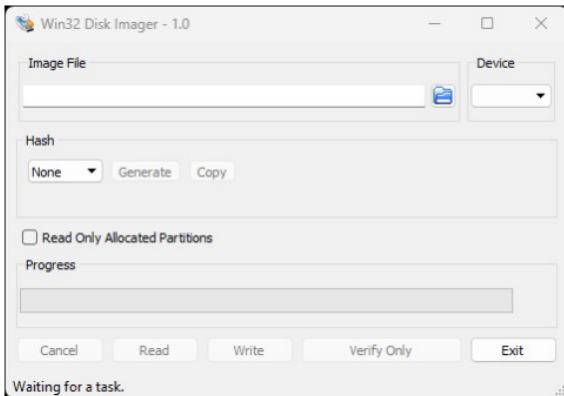 Win32 Disk Imager - 1.0
Image File
Device
Hash
None Generate Copy
Read Only Allocated Partitions
Progress
Cancel Read Write Verify Only Exit
Waiting for a task.